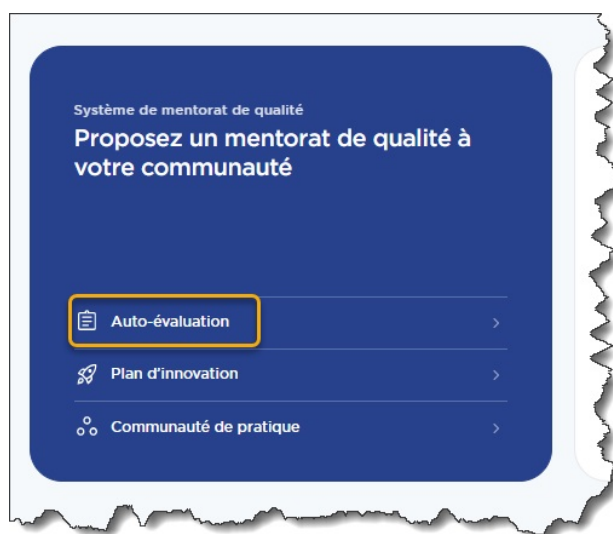 Système de mentorat de qualité
Proposez un mentorat de qualité à
votre communauté
Auto-évaluation
Plan d'innovation
Communauté de pratique